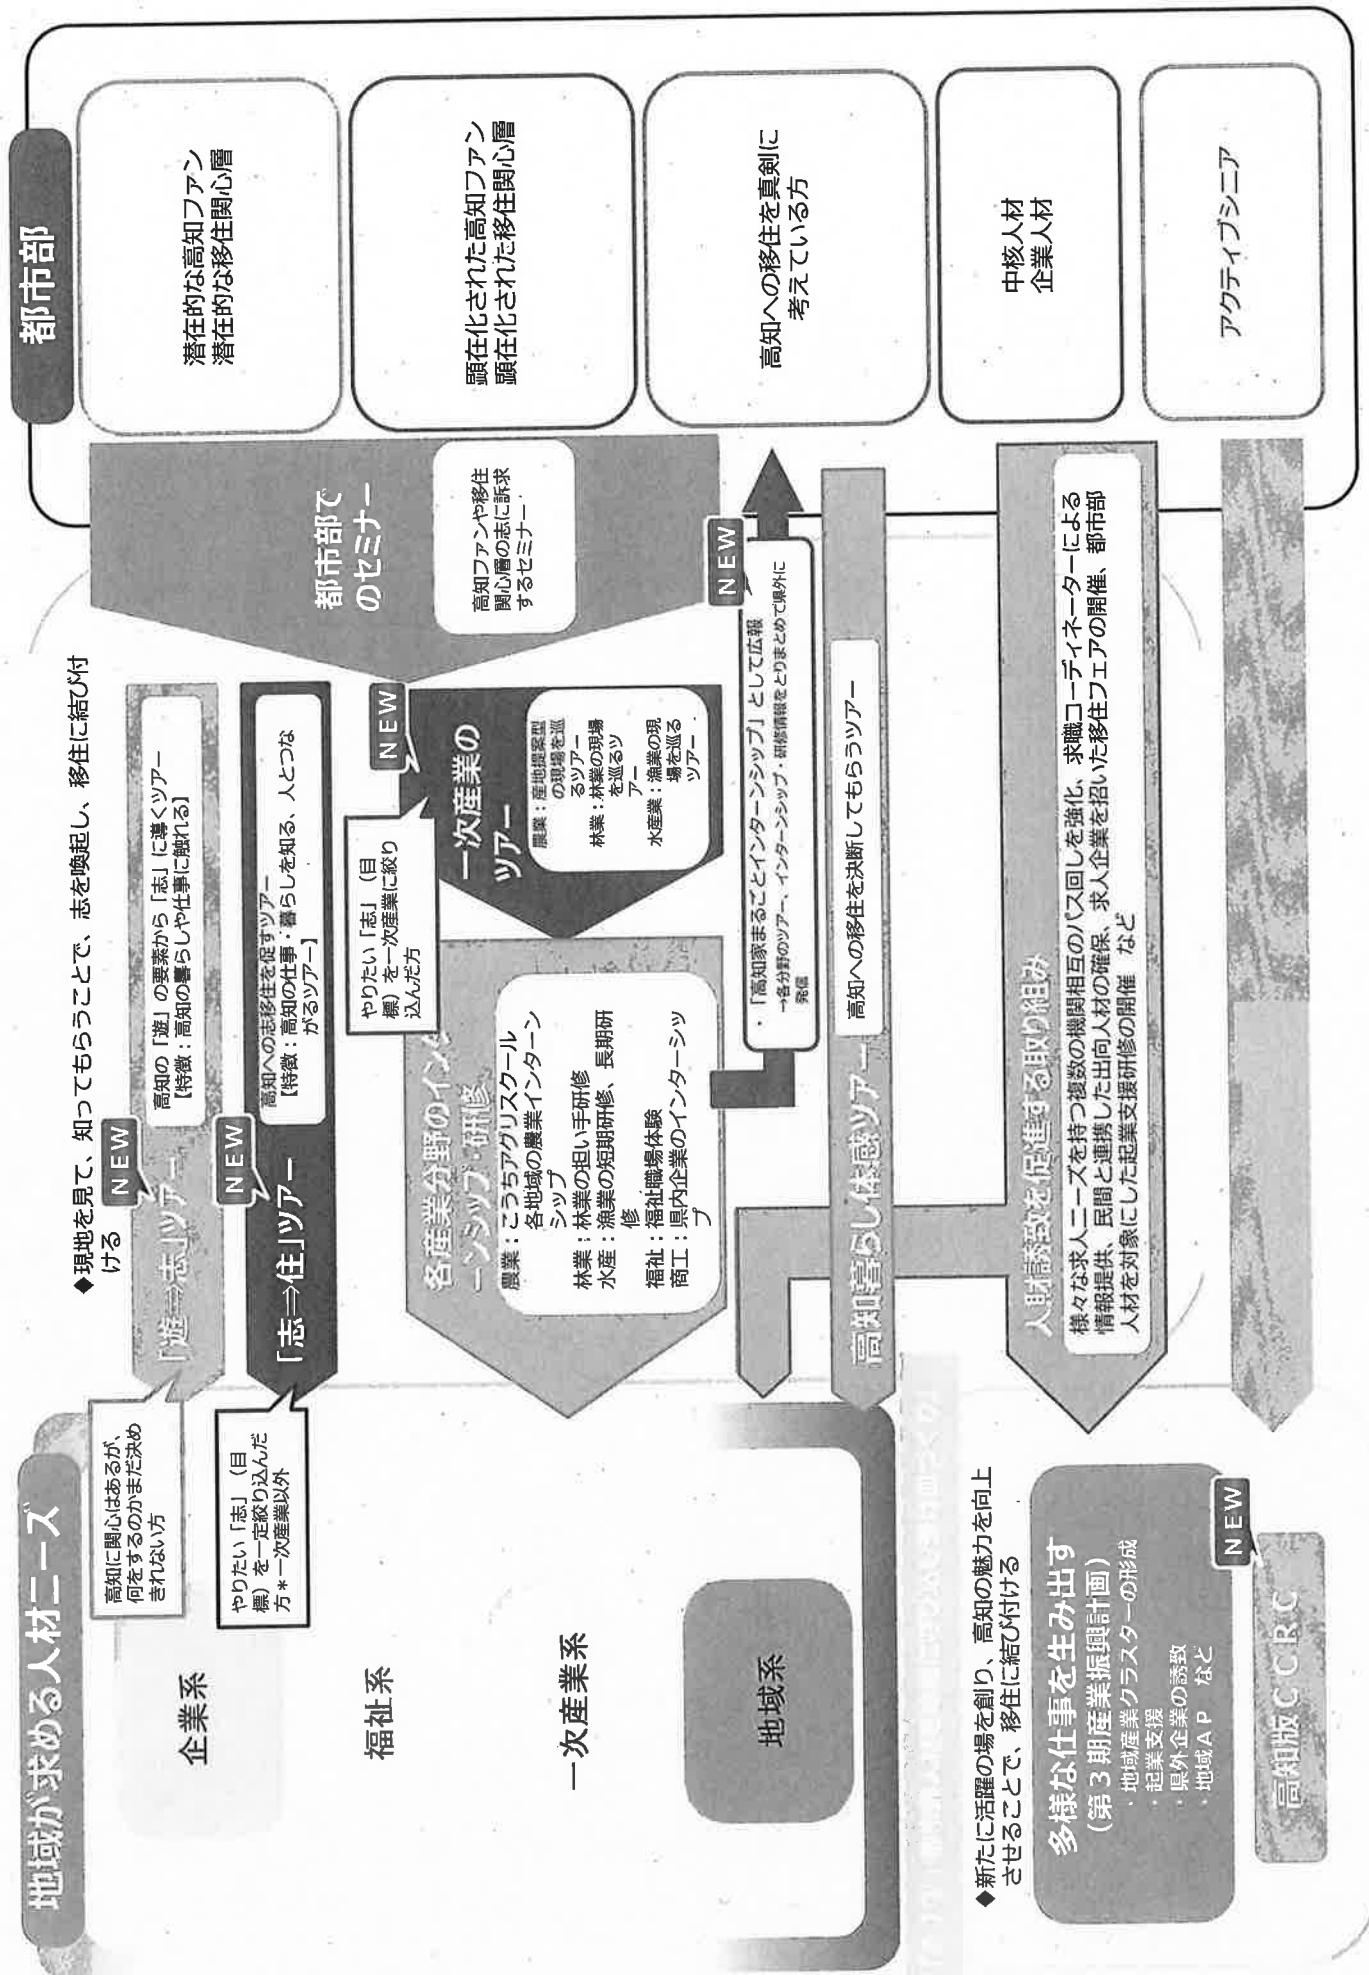 地域が求める人材ニーズ
企業系
福祉系
一次産業系
地域系
◆現地を見て、知ってもらうことで、志を喚起し、移住に結び付
ける
高知に関心はあるが、
何をするのかまだ決め
きれない方
NEW
「遊⇒志」ツアー
高知の「遊」の要素から「志」に導くツアー
【特徴：高知の暮らしや仕事に触れる】
やりたい「志」（目
標）を一定絞り込んだ
方＊一次産業以外
NEW
「志⇒住」ツアー
高知への志移住を促すツアー
【特徴：高知の仕事・暮らしを知る、人とつな
がるツアー】
やりたい「志」（目
標）を一次産業に絞り
込んだ方
各産業分野のインタ
ーンシップ・研修
農業：こうちアグリスクール
各地域の農業インターン
シップ
林業：林業の担い手研修
水産：漁業の短期研修、長期研
修
福祉：福祉職場体験
商工：県内企業のインターンシッ
プ
NEW
一次産業の
ツアー
農業：産地提案型
の現場を巡
るツアー
林業：林業の現場
を巡るツ
アー
水産業：漁業の現
場を巡る
ツアー
都市部で
のセミナー
高知ファンや移住
関心層の志に訴求
するセミナー
NEW
・「高知家まるごとインターンシップ」として広報
→各分野のツアー、インターンシップ・研修情報をとりまとめて県外に
発信
高知暮らし体感ツアー
高知への移住を決断してもらうツアー
人財誘致を促進する取り組み
様々な求人ニーズを持つ複数の機関相互のパス回しを強化、求職コーディネーターによる
情報提供、民間と連携した出向人材の確保、求人企業を招いた移住フェアの開催、都市部
人材を対象にした起業支援研修の開催　など
都市部
潜在的な高知ファン
潜在的な移住関心層
顕在化された高知ファン
顕在化された移住関心層
高知への移住を真剣に
考えている方
中核人材
企業人材
アクティブシニア
◆新たに活躍の場を創り、高知の魅力を向上
させることで、移住に結び付ける
多様な仕事を生み出す
(第３期産業振興計画)
・地域産業クラスターの形成
・起業支援
・県外企業の誘致
・地域ＡＰ　など
NEW
高知版ＣＣＲＣ